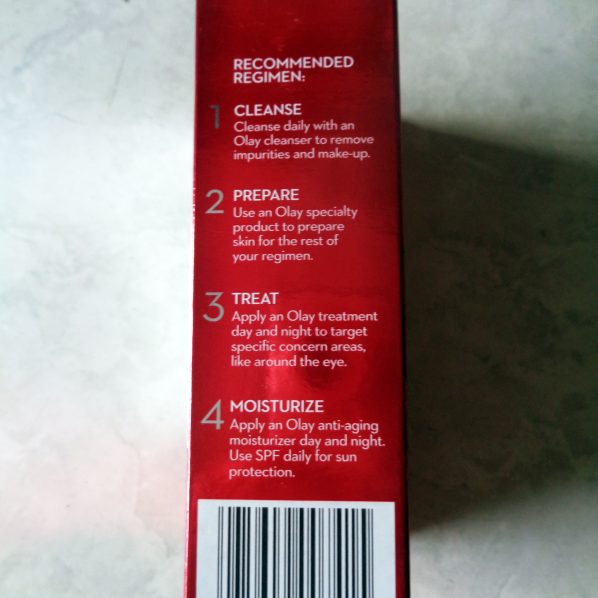 RECOMMENDED
REGIMEN:
1 CLEANSE
Cleanse daily with an
Olay cleanser to remove
impurities and make-up.
2 PREPARE
Use an Olay specialty
product to prepare
skin for the rest of
your regimen.
3 TREAT
Apply an Olay treatment
day and night to target
specific concern areas,
like around the eye.
4 MOISTURIZE
Apply an Olay anti-aging
moisturizer day and night.
Use SPF daily for sun
protection.